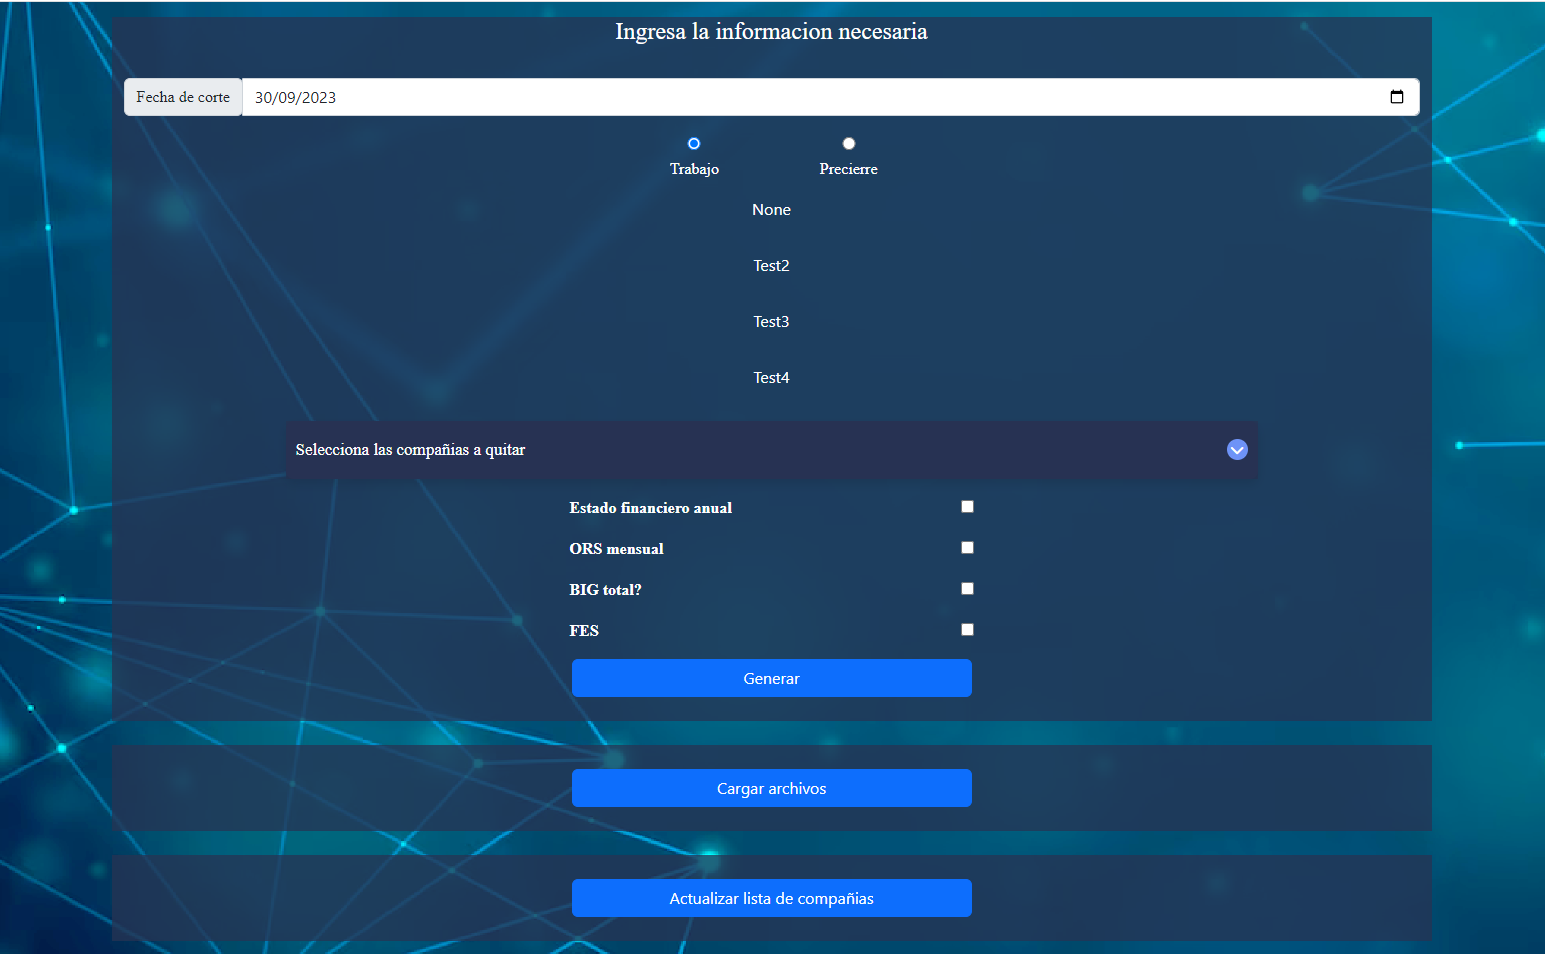 Ingresa la informacion necesaria
Fecha de corte 30/09/2023
Trabajo Precierre
None
Test2
Test3
Test4
Selecciona las compañias a quitar
Estado financiero anual
ORS mensual
BIG total?
FES
Generar
Cargar archivos
Actualizar lista de compañias